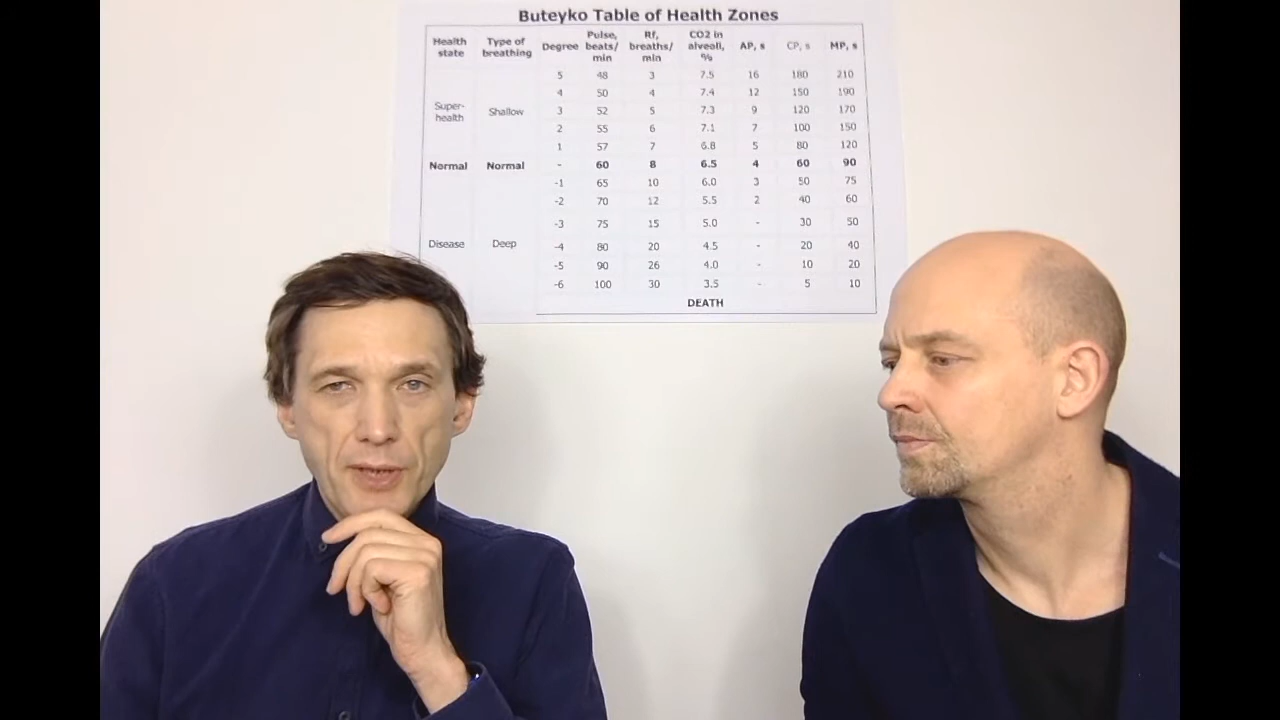 Buteyko Table of Health Zones
Health state Type of breathing Degree Pulse, beats/ min Rf, breaths/ min CO2 in alveoli, % AP, s CP, s MP, s
5 48 3 7.5 16 180 210
4 50 4 7.4 12 150 190
Super-health Shallow 3 52 5 7.3 9 120 170
2 55 6 7.1 7 100 150
1 57 7 6.8 5 80 120
Normal Normal - 60 8 6.5 4 60 90
-1 65 10 6.0 3 50 75
-2 70 12 5.5 2 40 60
-3 75 15 5.0 - 30 50
Disease Deep -4 80 20 4.5 - 20 40
-5 90 26 4.0 - 10 20
-6 100 30 3.5 - 5 10
DEATH